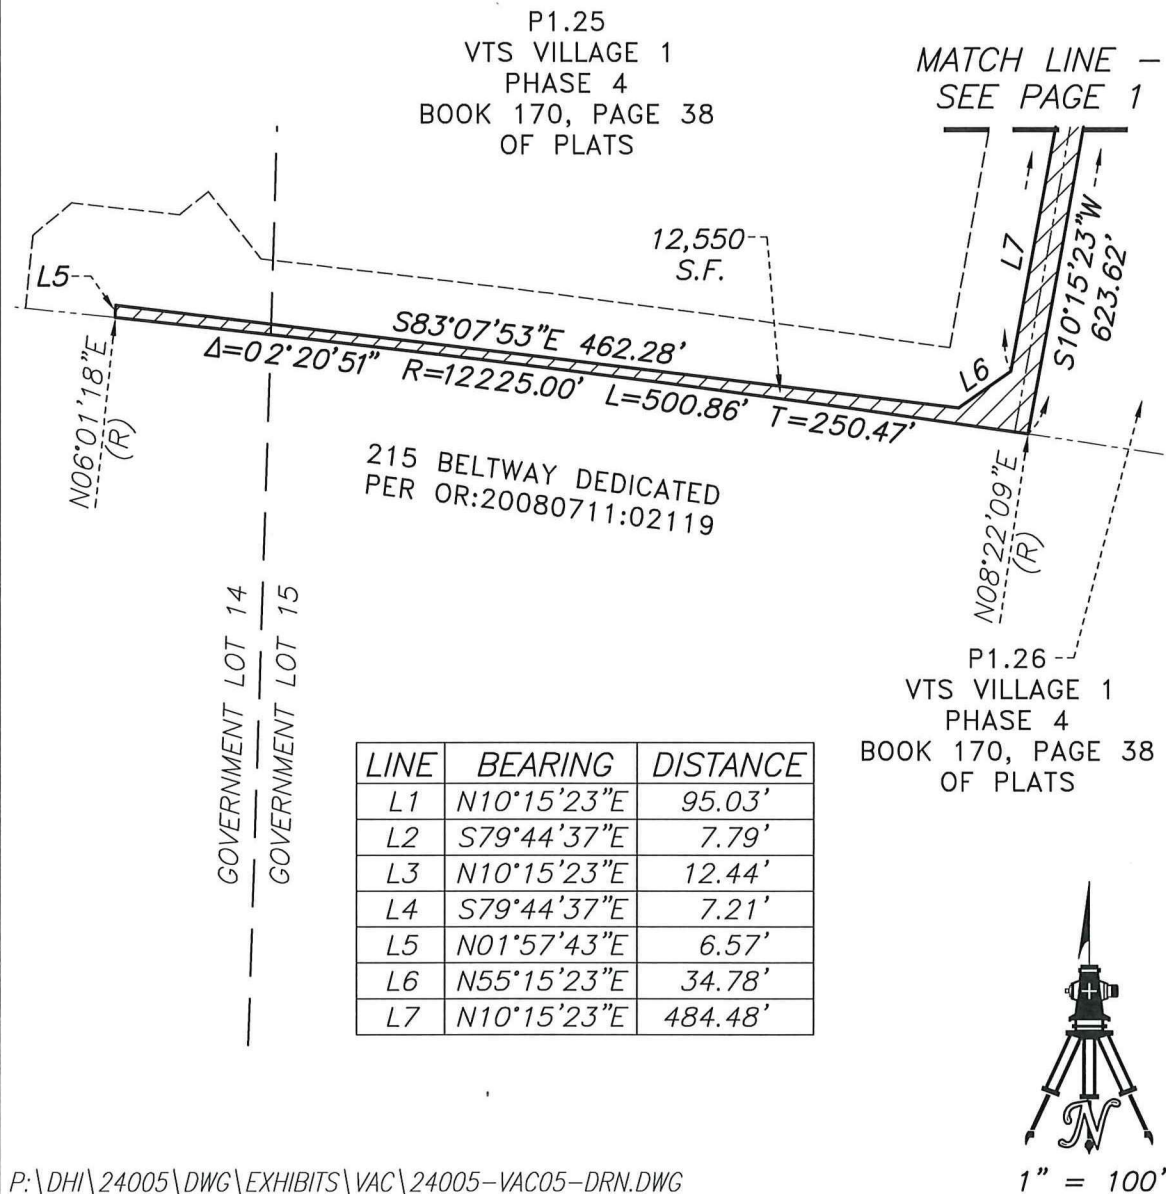 P1.25
VTS VILLAGE 1
PHASE 4
BOOK 170, PAGE 38
OF PLATS
MATCH LINE –
SEE PAGE 1
12,550
S.F.
L7
S10°15'23"W
623.62'
L5
S83°07'53"E 462.28'
Δ=02°20'51" R=12225.00' L=500.86' T=250.47'
L6
N06°01'18"E
(R)
215 BELTWAY DEDICATED
PER OR:20080711:02119
N08°22'09"E
(R)
GOVERNMENT LOT 14
GOVERNMENT LOT 15
P1.26
VTS VILLAGE 1
PHASE 4
BOOK 170, PAGE 38
OF PLATS
LINE BEARING DISTANCE
L1 N10°15'23"E 95.03'
L2 S79°44'37"E 7.79'
L3 N10°15'23"E 12.44'
L4 S79°44'37"E 7.21'
L5 N01°57'43"E 6.57'
L6 N55°15'23"E 34.78'
L7 N10°15'23"E 484.48'
N
P:\DHI\24005\DWG\EXHIBITS\VAC\24005-VAC05-DRN.DWG
1" = 100'